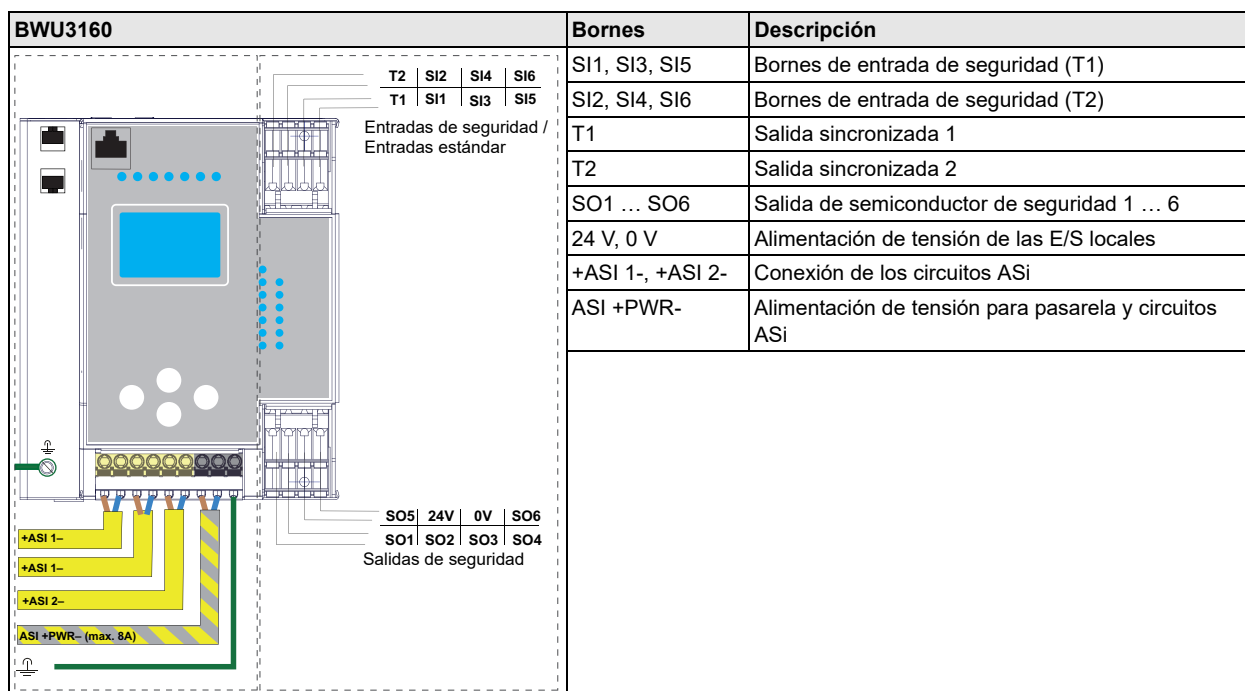 BWU3160 Bornes Descripción
T2 SI2 SI4 SI6
T1 SI1 SI3 SI5
Entradas de seguridad /
Entradas estándar
SO5 24V 0V SO6
SO1 SO2 SO3 SO4
Salidas de seguridad
+ASI 1–
+ASI 1–
+ASI 2–
ASI +PWR– (max. 8A)
SI1, SI3, SI5 Bornes de entrada de seguridad (T1)
SI2, SI4, SI6 Bornes de entrada de seguridad (T2)
T1 Salida sincronizada 1
T2 Salida sincronizada 2
SO1 … SO6 Salida de semiconductor de seguridad 1 … 6
24 V, 0 V Alimentación de tensión de las E/S locales
+ASI 1-, +ASI 2- Conexión de los circuitos ASi
ASI +PWR- Alimentación de tensión para pasarela y circuitos
ASi